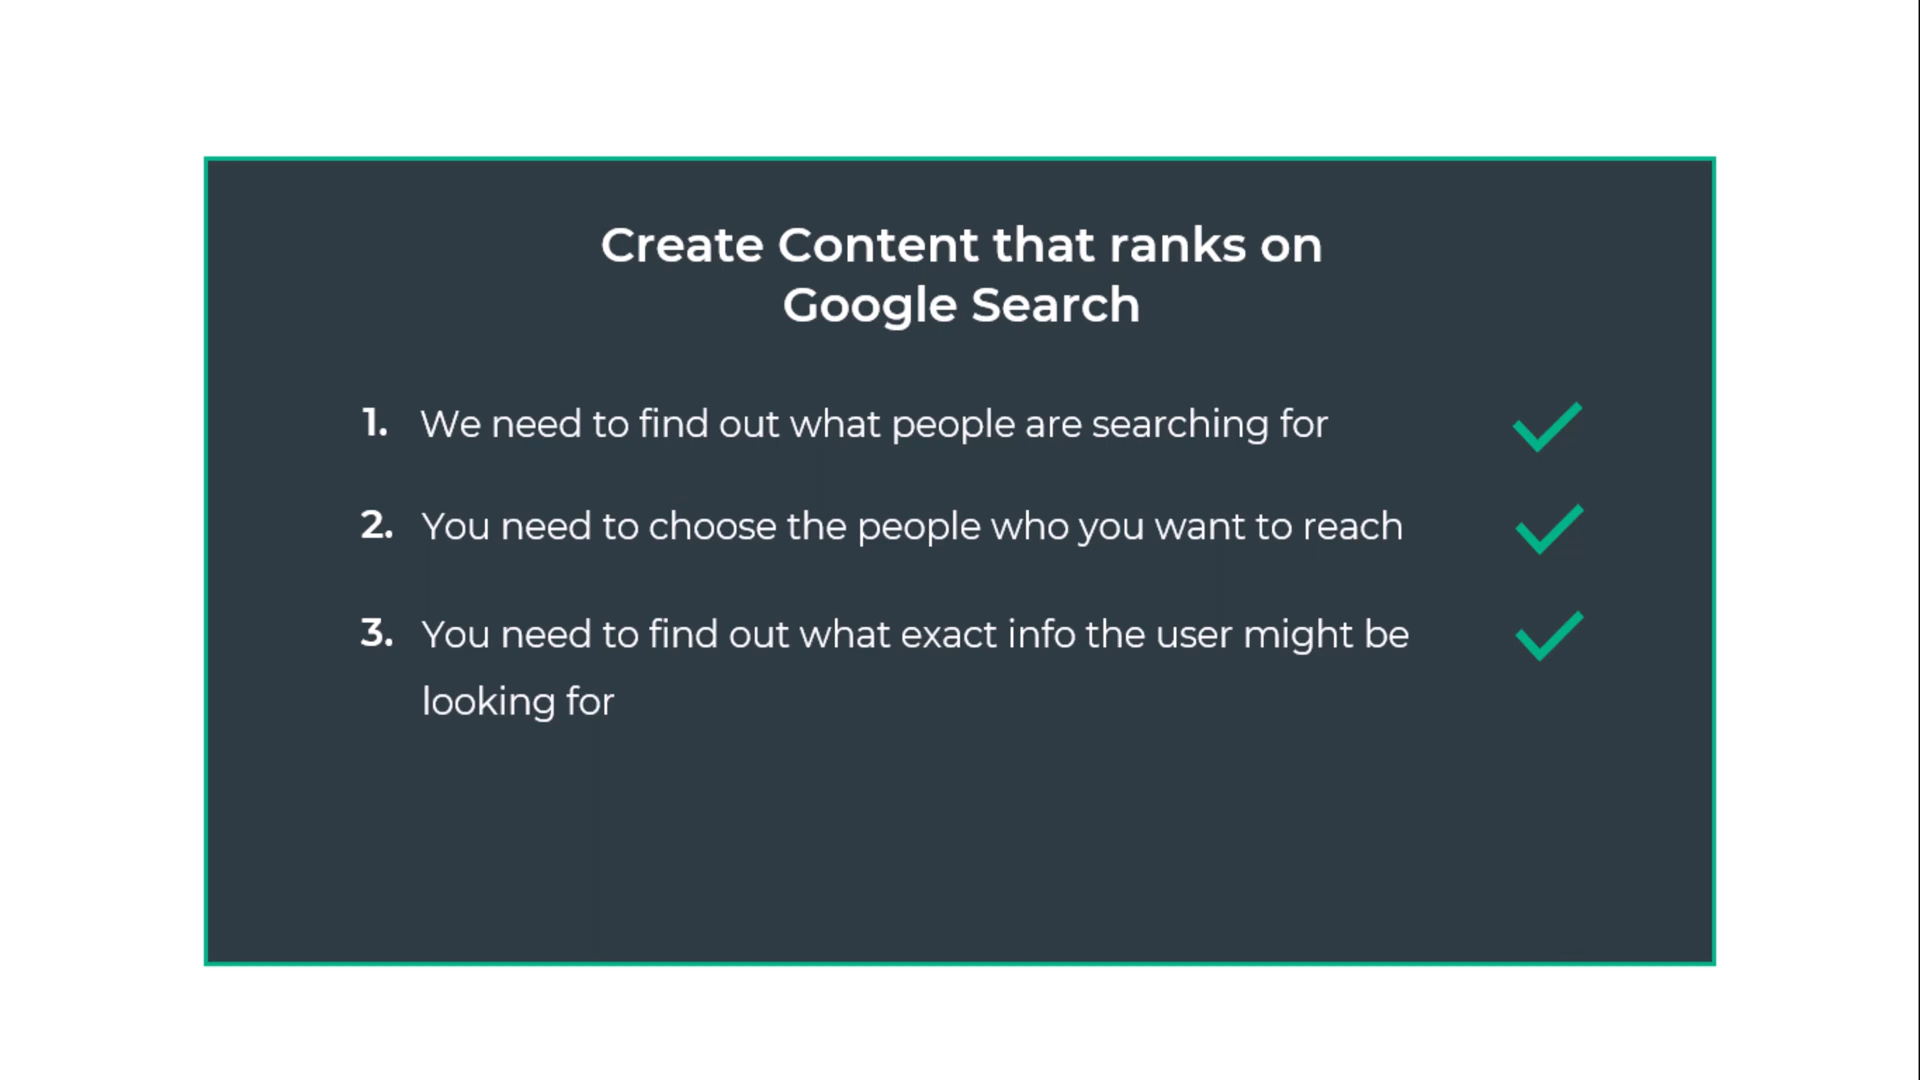 Create Content that ranks on
Google Search
1. We need to find out what people are searching for
2. You need to choose the people who you want to reach
3. You need to find out what exact info the user might be
looking for